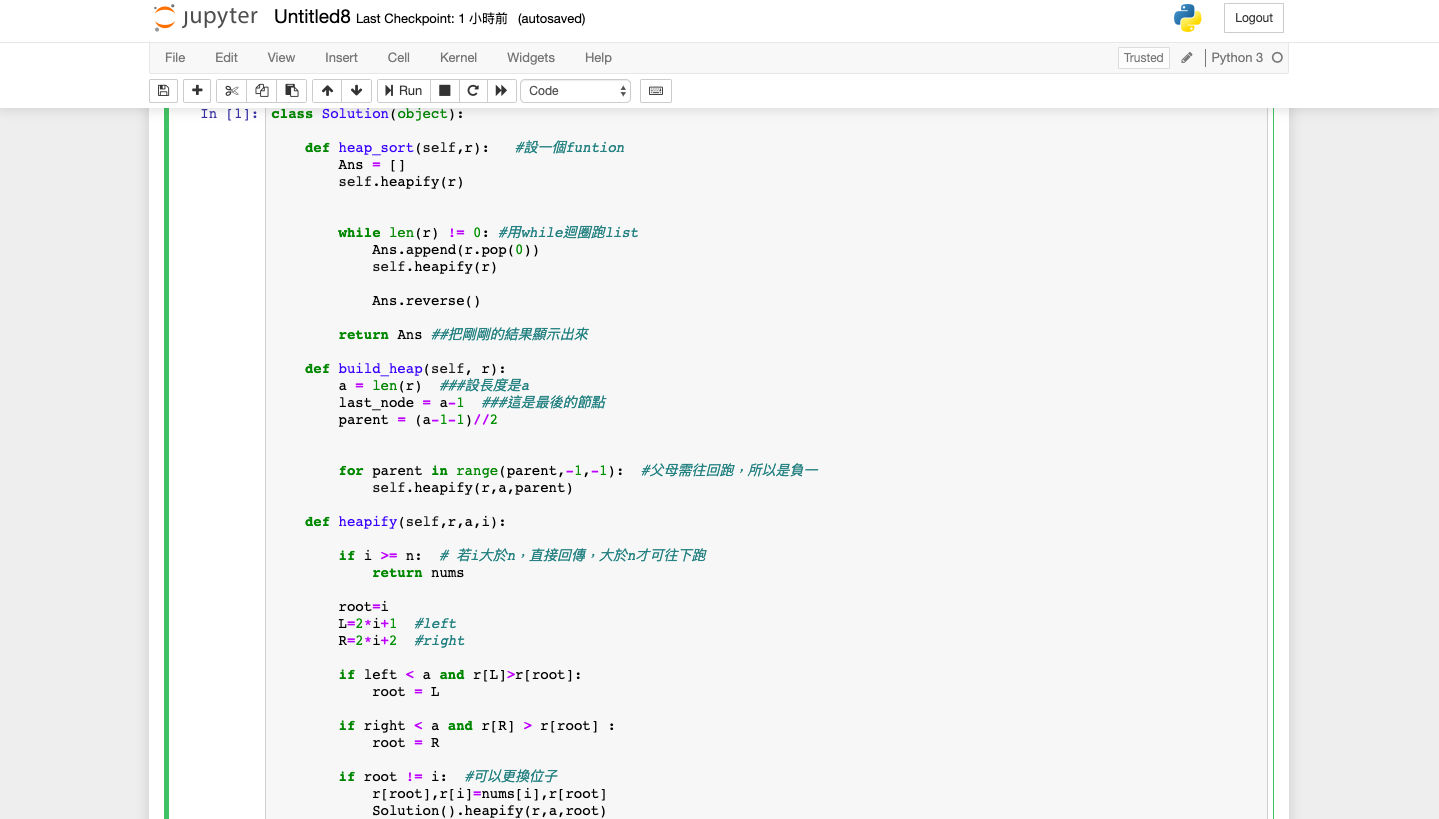 jupyter Untitled8 Last Checkpoint: 1 小時前 (autosaved) Logout
File Edit View Insert Cell Kernel Widgets Help Trusted Python 3
Run Code
In [1]: class Solution(object):
def heap_sort(self,r): #設一個funtion
Ans = []
self.heapify(r)
while len(r) != 0: #用while迴圈跑list
Ans.append(r.pop(0))
self.heapify(r)
Ans.reverse()
return Ans ##把剛剛的結果顯示出來
def build_heap(self, r):
a = len(r) ###設長度是a
last_node = a-1 ###這是最後的節點
parent = (a-1-1)//2
for parent in range(parent,-1,-1): #父母需往回跑，所以是負一
self.heapify(r,a,parent)
def heapify(self,r,a,i):
if i >= n: # 若i大於n，直接回傳，大於n才可往下跑
return nums
root=i
L=2*i+1 #left
R=2*i+2 #right
if left < a and r[L]>r[root]:
root = L
if right < a and r[R] > r[root] :
root = R
if root != i: #可以更換位子
r[root],r[i]=nums[i],r[root]
Solution().heapify(r,a,root)